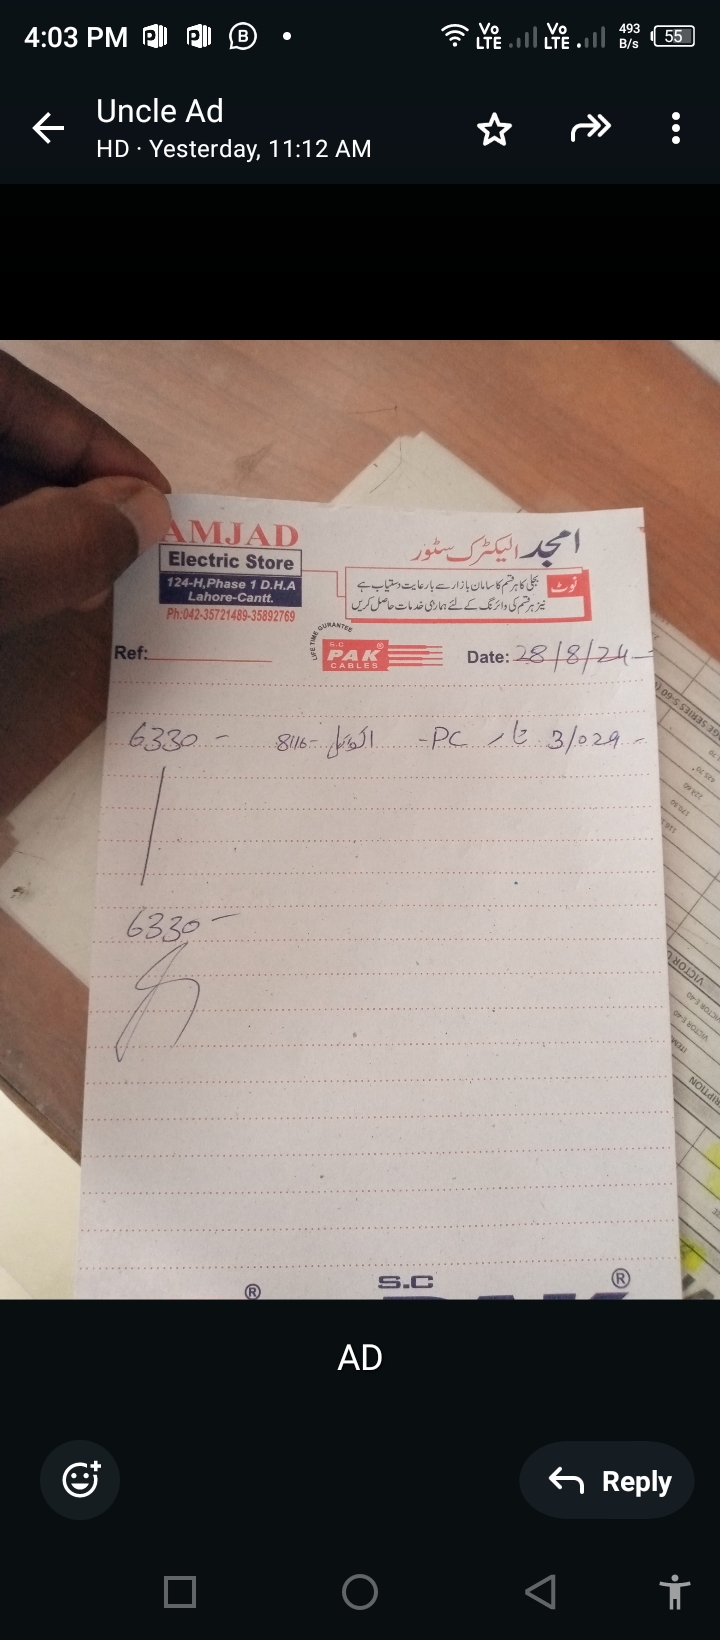 4:03 PM
Vo LTE Vo LTE 493 B/s 55
Uncle Ad
HD · Yesterday, 11:12 AM
AMJAD
Electric Store
124-H,Phase 1 D.H.A
Lahore-Cantt.
Ph:042-35721489-35892769
امجد الیکٹرک سٹور
نوٹ
بجلی کا ہر قسم کا سامان بازار سے بارعایت دستیاب ہے
نیز ہر قسم کی وائرنگ کے لئے ہماری خدمات حاصل کریں
LIFE TIME GURANTEE
S.C
PAK
CABLES
Ref:
Date: 28/8/24
3/029 تار PC - 8116- 6330 -
6330 -
S.C
AD
Reply